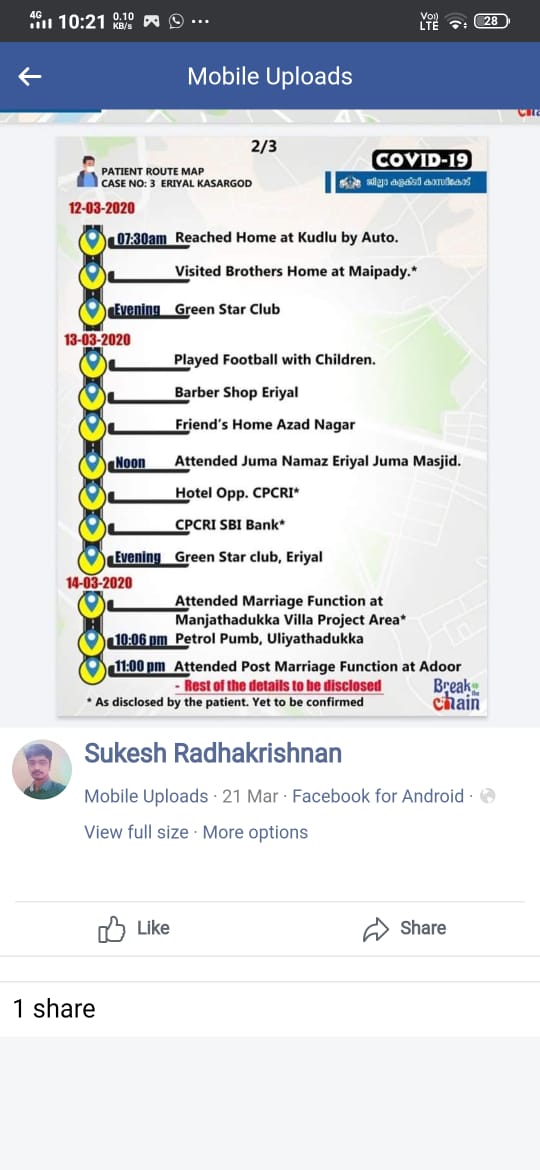 4G 10:21 0.10 KB/s ... Vo)) LTE 28
Mobile Uploads
2/3
COVID-19
PATIENT ROUTE MAP
CASE NO: 3 ERIYAL KASARGOD
ജില്ലാ കളക്ടർ കാസർകോട്
12-03-2020
07:30am Reached Home at Kudlu by Auto.
Visited Brothers Home at Maipady.*
Evening Green Star Club
13-03-2020
Played Football with Children.
Barber Shop Eriyal
Friend's Home Azad Nagar
Noon Attended Juma Namaz Eriyal Juma Masjid.
Hotel Opp. CPCRI*
CPCRI SBI Bank*
Evening Green Star club, Eriyal
14-03-2020
Attended Marriage Function at
Manjathadukka Villa Project Area*
10:06 pm Petrol Pumb, Uliyathadukka
11:00 pm Attended Post Marriage Function at Adoor
- Rest of the details to be disclosed
* As disclosed by the patient. Yet to be confirmed
Break
the
Chain
Sukesh Radhakrishnan
Mobile Uploads · 21 Mar · Facebook for Android ·
View full size · More options
Like
Share
1 share